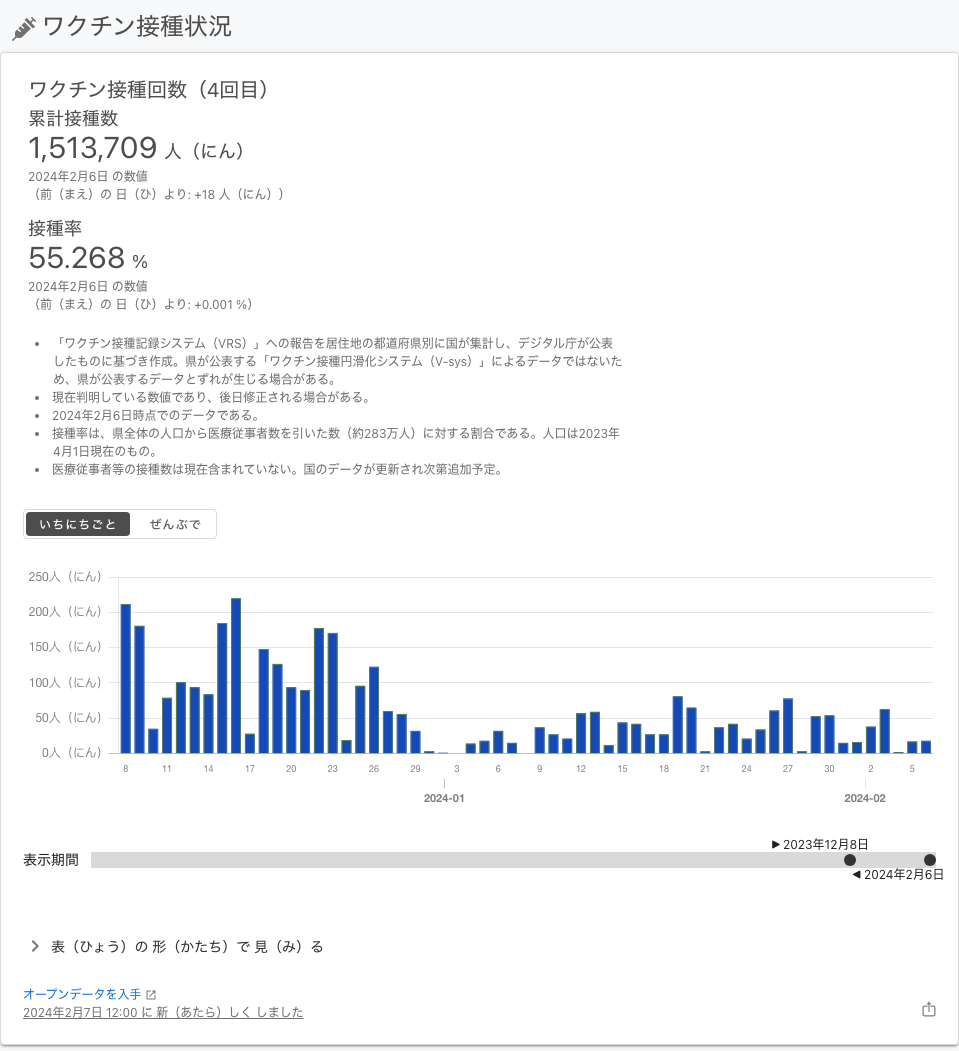 ワクチン接種状況
ワクチン接種回数（4回目）
累計接種数
1,513,709 人（にん）
2024年2月6日 の数値
（前（まえ）の 日（ひ）より: +18 人（にん））
接種率
55.268 %
2024年2月6日 の数値
（前（まえ）の 日（ひ）より: +0.001 %）
• 「ワクチン接種記録システム（VRS）」への報告を居住地の都道府県別に国が集計し、デジタル庁が公表
したものに基づき作成。県が公表する「ワクチン接種円滑化システム（V-sys）」によるデータではないた
め、県が公表するデータとずれが生じる場合がある。
• 現在判明している数値であり、後日修正される場合がある。
• 2024年2月6日時点でのデータである。
• 接種率は、県全体の人口から医療従事者数を引いた数（約283万人）に対する割合である。人口は2023年
4月1日現在のもの。
• 医療従事者等の接種数は現在含まれていない。国のデータが更新され次第追加予定。
いちにちごと ぜんぶで
250人（にん）
200人（にん）
150人（にん）
100人（にん）
50人（にん）
0人（にん）
8 11 14 17 20 23 26 29 3 6 9 12 15 18 21 24 27 30 2 5
2024-01 2024-02
▶ 2023年12月8日
表示期間
◀ 2024年2月6日
表（ひょう）の 形（かたち）で 見（み）る
オープンデータを入手
2024年2月7日 12:00 に 新（あたら）しく しました